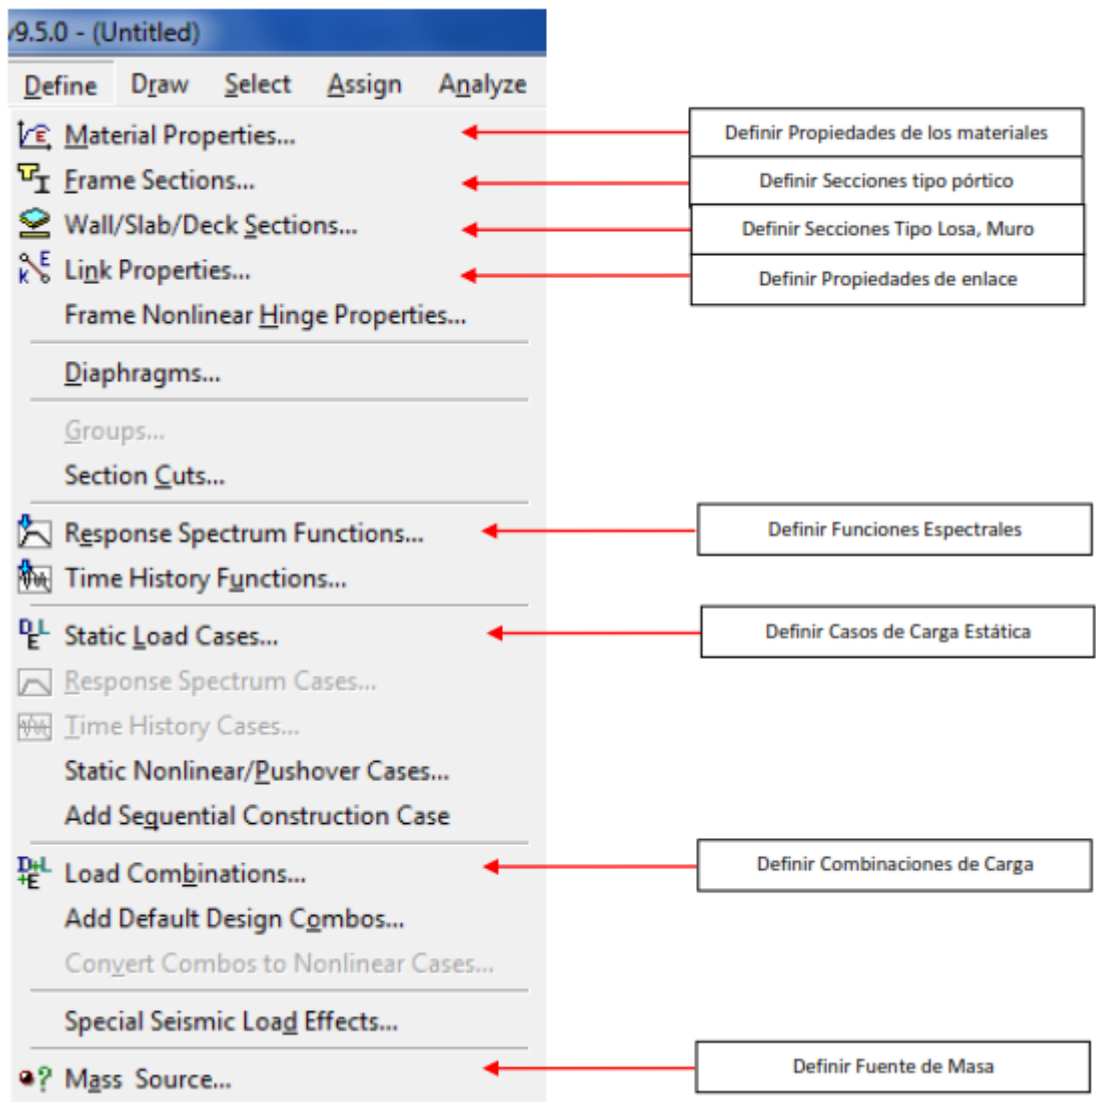 v9.5.0 - (Untitled)
Define Draw Select Assign Analyze
Material Properties...
Definir Propiedades de los materiales
Frame Sections...
Definir Secciones tipo pórtico
Wall/Slab/Deck Sections...
Definir Secciones Tipo Losa, Muro
Link Properties...
Definir Propiedades de enlace
Frame Nonlinear Hinge Properties...
Diaphragms...
Groups...
Section Cuts...
Response Spectrum Functions...
Definir Funciones Espectrales
Time History Functions...
Static Load Cases...
Definir Casos de Carga Estática
Response Spectrum Cases...
Time History Cases...
Static Nonlinear/Pushover Cases...
Add Sequential Construction Case
Load Combinations...
Definir Combinaciones de Carga
Add Default Design Combos...
Convert Combos to Nonlinear Cases...
Special Seismic Load Effects...
Mass Source...
Definir Fuente de Masa